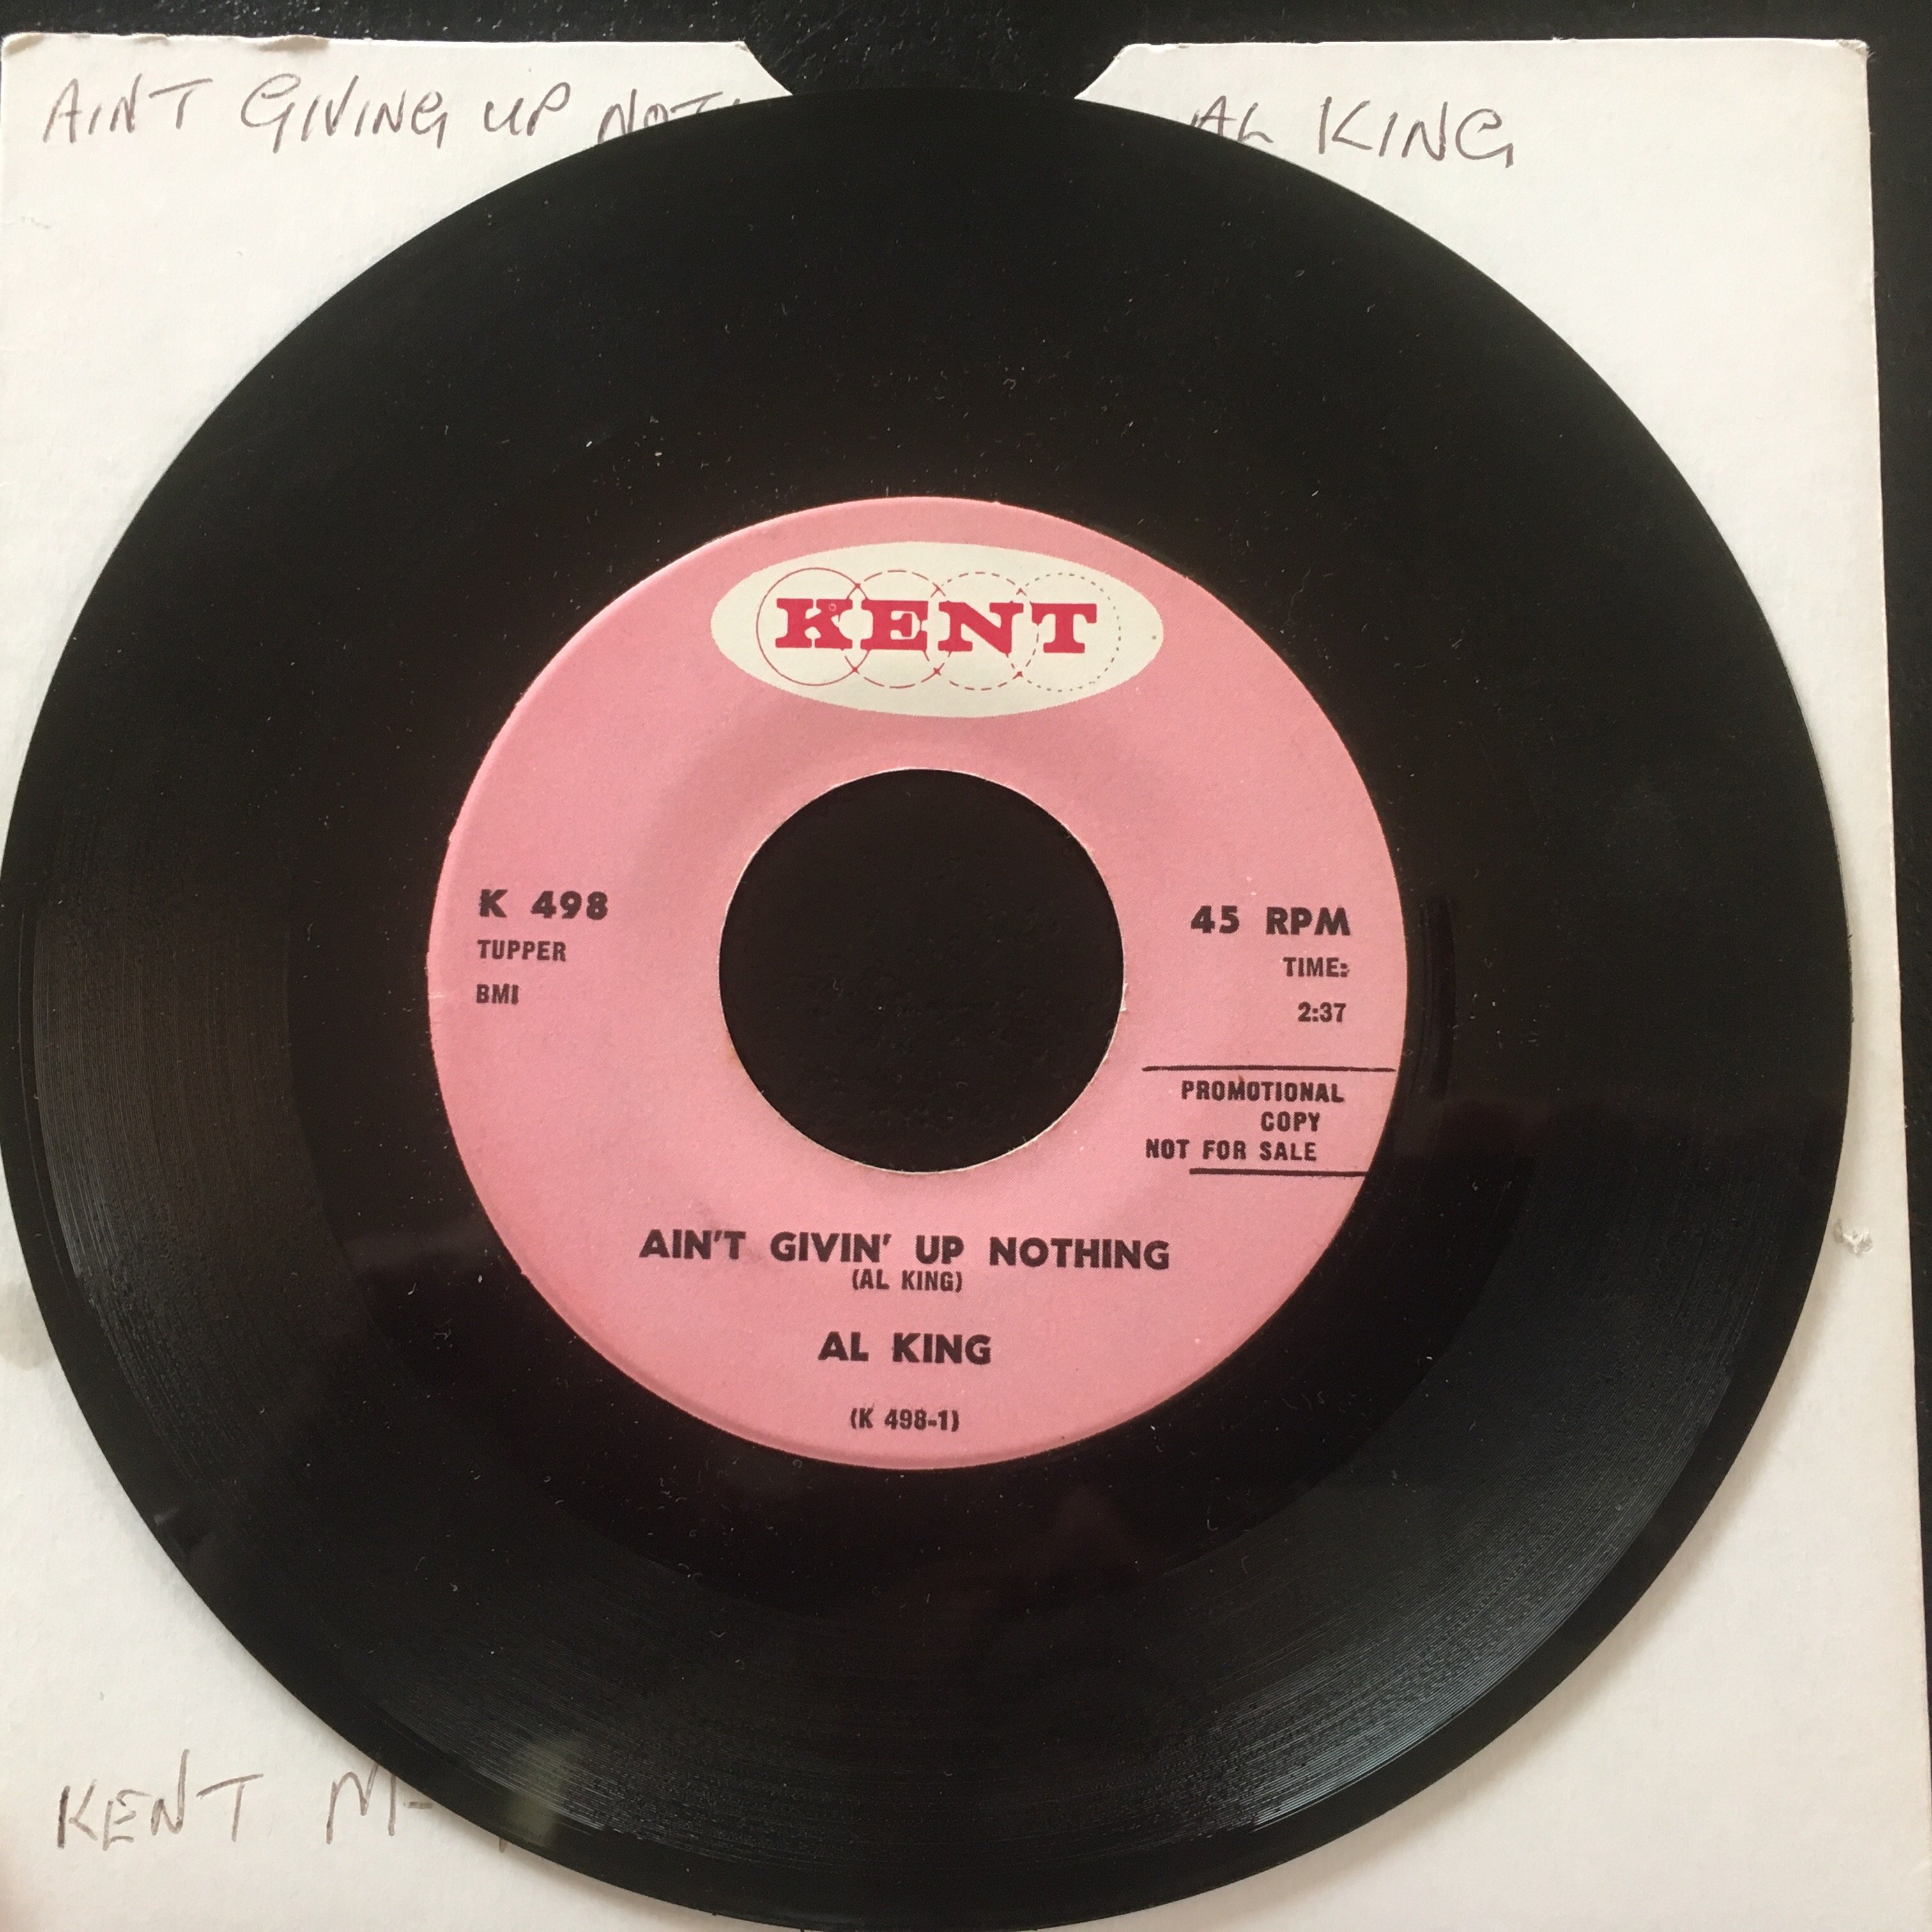 AINT GIVING UP
AL KING
KENT
K 498
TUPPER
BMI
45 RPM
TIME:
2:37
PROMOTIONAL
COPY
NOT FOR SALE
AIN'T GIVIN' UP NOTHING
(AL KING)
AL KING
(K 498-1)
KENT